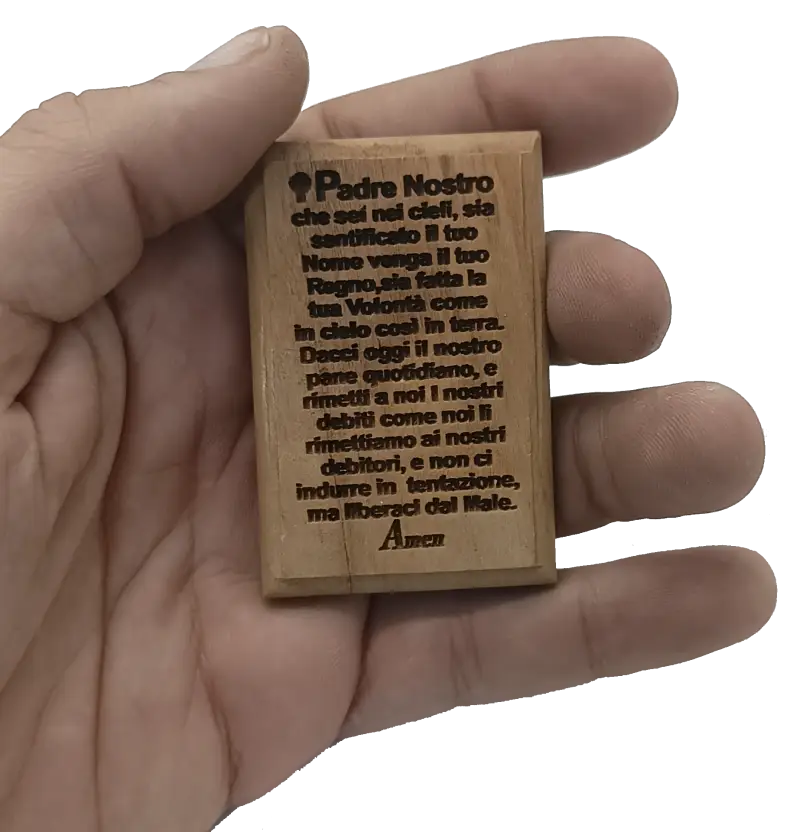 Padre Nostro
che sei nei cieli, sia
santificato il tuo
Nome venga il tuo
Regno,sia fatta la
tua Volontà come
in cielo così in terra.
Dacci oggi il nostro
pane quotidiano, e
rimetti a noi i nostri
debiti come noi li
rimettiamo ai nostri
debitori, e non ci
indurre in tentazione,
ma liberaci dal Male.
Amen